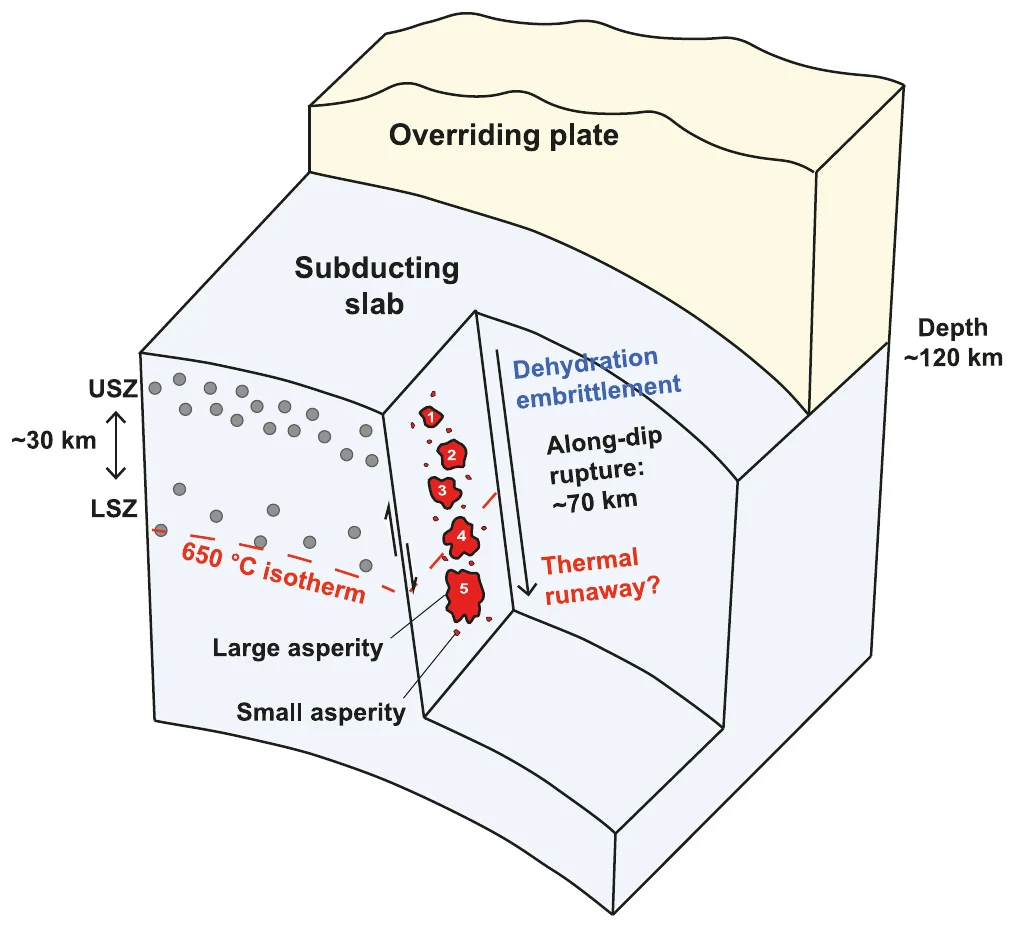 Overriding plate
Subducting
slab
Depth
~120 km
USZ
~30 km
LSZ
650 °C isotherm
1
2
3
4
5
Dehydration
embrittlement
Along-dip
rupture:
~70 km
Thermal
runaway?
Large asperity
Small asperity